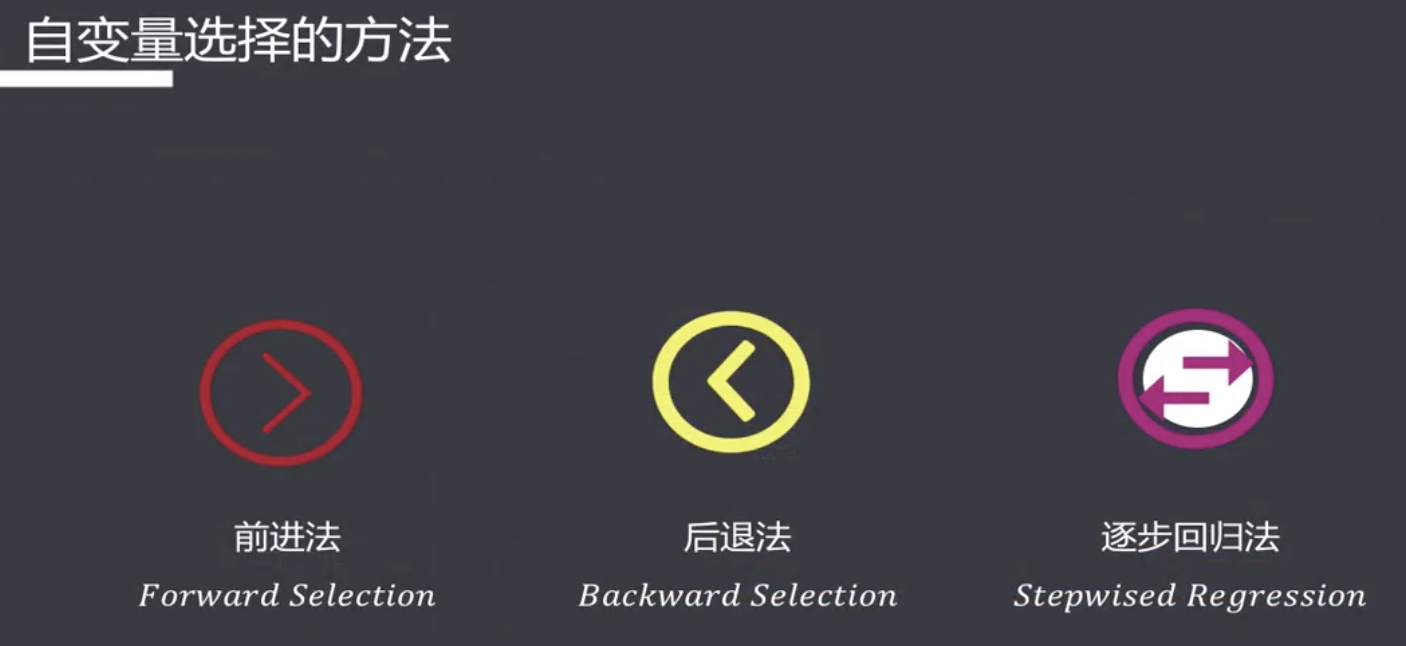 自变量选择的方法
前进法
Forward Selection
后退法
Backward Selection
逐步回归法
Stepwised Regression